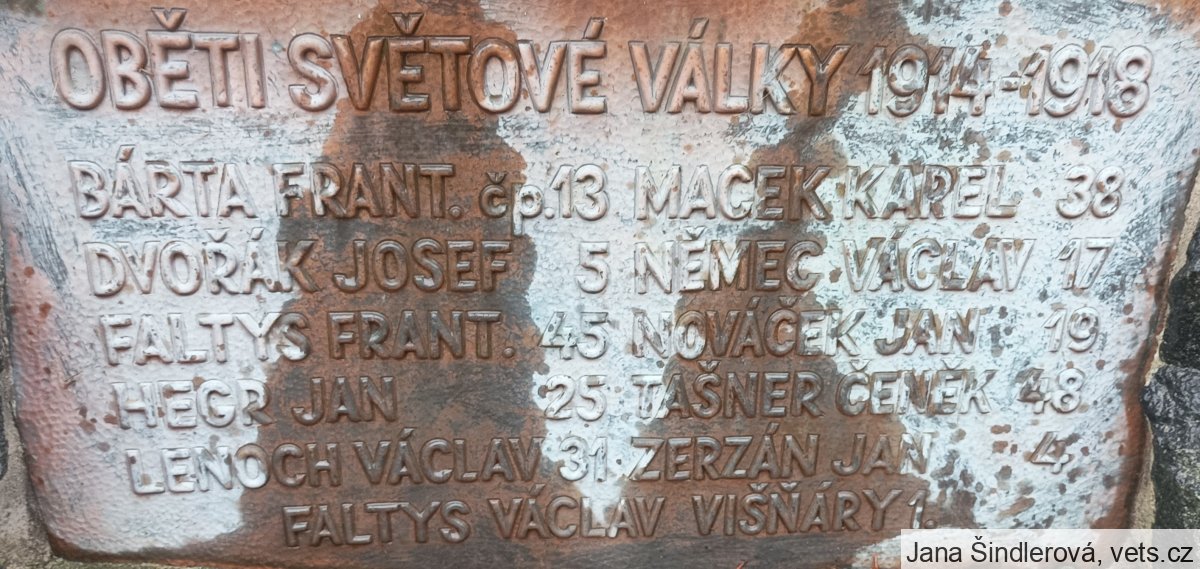 OBĚTI SVĚTOVÉ VÁLKY 1914-1918
BÁRTA FRANT. čp.13 MACEK KAREL 38
DVOŘÁK JOSEF 5 NĚMEC VÁCLAV 17
FALTYS FRANT. 45 NOVÁČEK JAN 19
HEGR JAN 25 TAŠNER ČENĚK 48
LENOCH VÁCLAV 31 ZERZÁN JAN 4
FALTYS VÁCLAV VIŠŇÁRY 1.
Jana Šindlerová, vets.cz